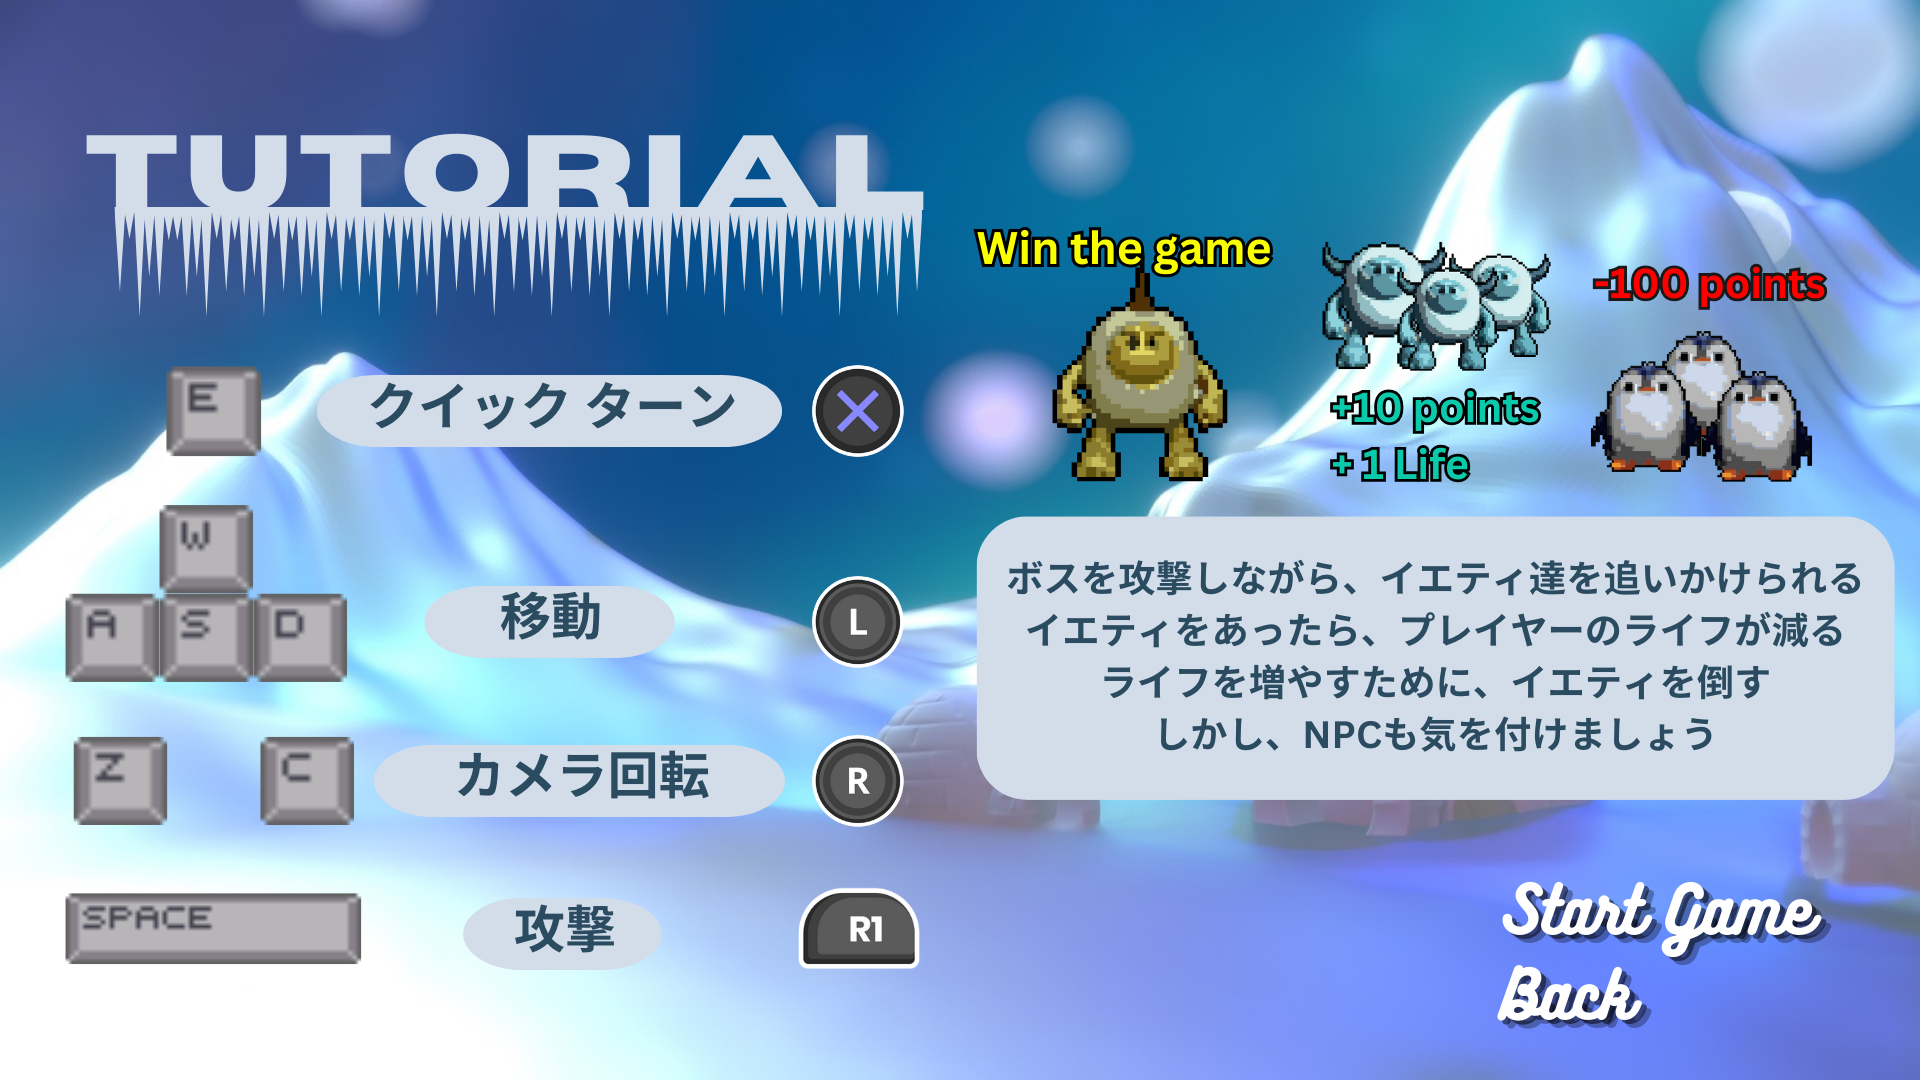 TUTORIAL
E
クイック ターン
W
A S D
移動
L
Z C
カメラ回転
R
SPACE
攻撃
R1
Win the game
+10 points
+ 1 Life
-100 points
ボスを攻撃しながら、イエティ達を追いかけられる
イエティをあったら、プレイヤーのライフが減る
ライフを増やすために、イエティを倒す
しかし、NPCも気を付けましょう
Start Game
Back